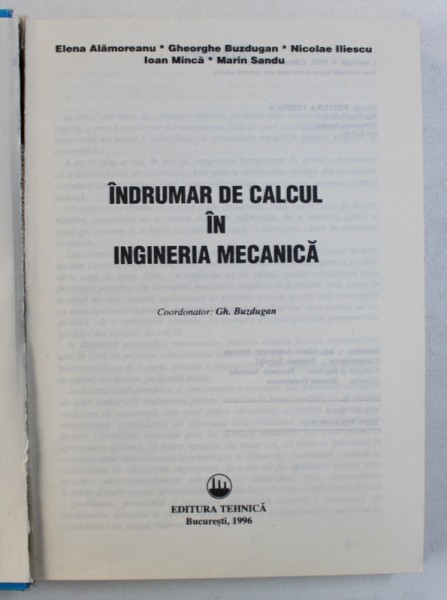 Elena Alămoreanu * Gheorghe Buzdugan * Nicolae Iliescu
Ioan Mincă * Marin Sandu
ÎNDRUMAR DE CALCUL
ÎN
INGINERIA MECANICĂ
Coordonator: Gh. Buzdugan
EDITURA TEHNICĂ
Bucureşti, 1996